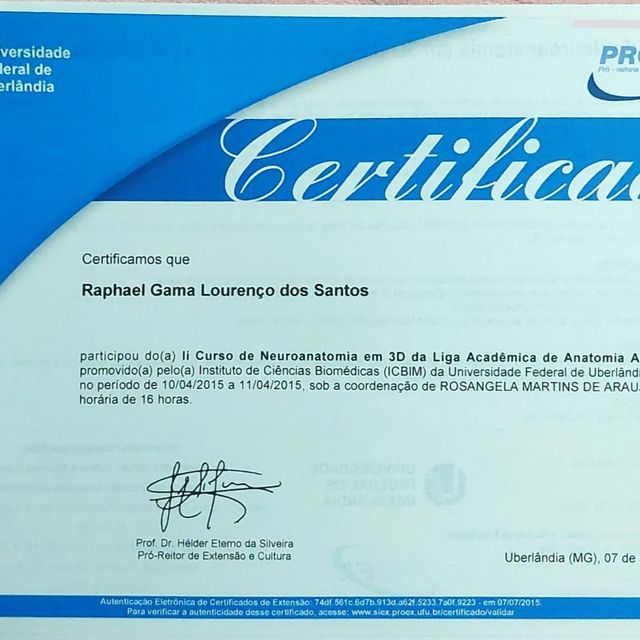 versidade
deral de
erlândia
PRO
Pró - reitoria
Certifica
Certificamos que
Raphael Gama Lourenço dos Santos
participou do(a) Ii Curso de Neuroanatomia em 3D da Liga Acadêmica de Anatomia A
promovido(a) pelo(a) Instituto de Ciências Biomédicas (ICBIM) da Universidade Federal de Uberlând
no período de 10/04/2015 a 11/04/2015, sob a coordenação de ROSANGELA MARTINS DE ARAU
horária de 16 horas.
Prof. Dr. Hélder Eterno da Silveira
Pró-Reitor de Extensão e Cultura
Uberlândia (MG), 07 de
Autenticação Eletrônica de Certificados de Extensão: 74df.561c.6d7b.913d.a62f.5233.7a0f.9223 - em 07/07/2015.
Para verificar a autenticidade desse certificado, acesse: www.siex.proex.ufu.br/certificado/validar